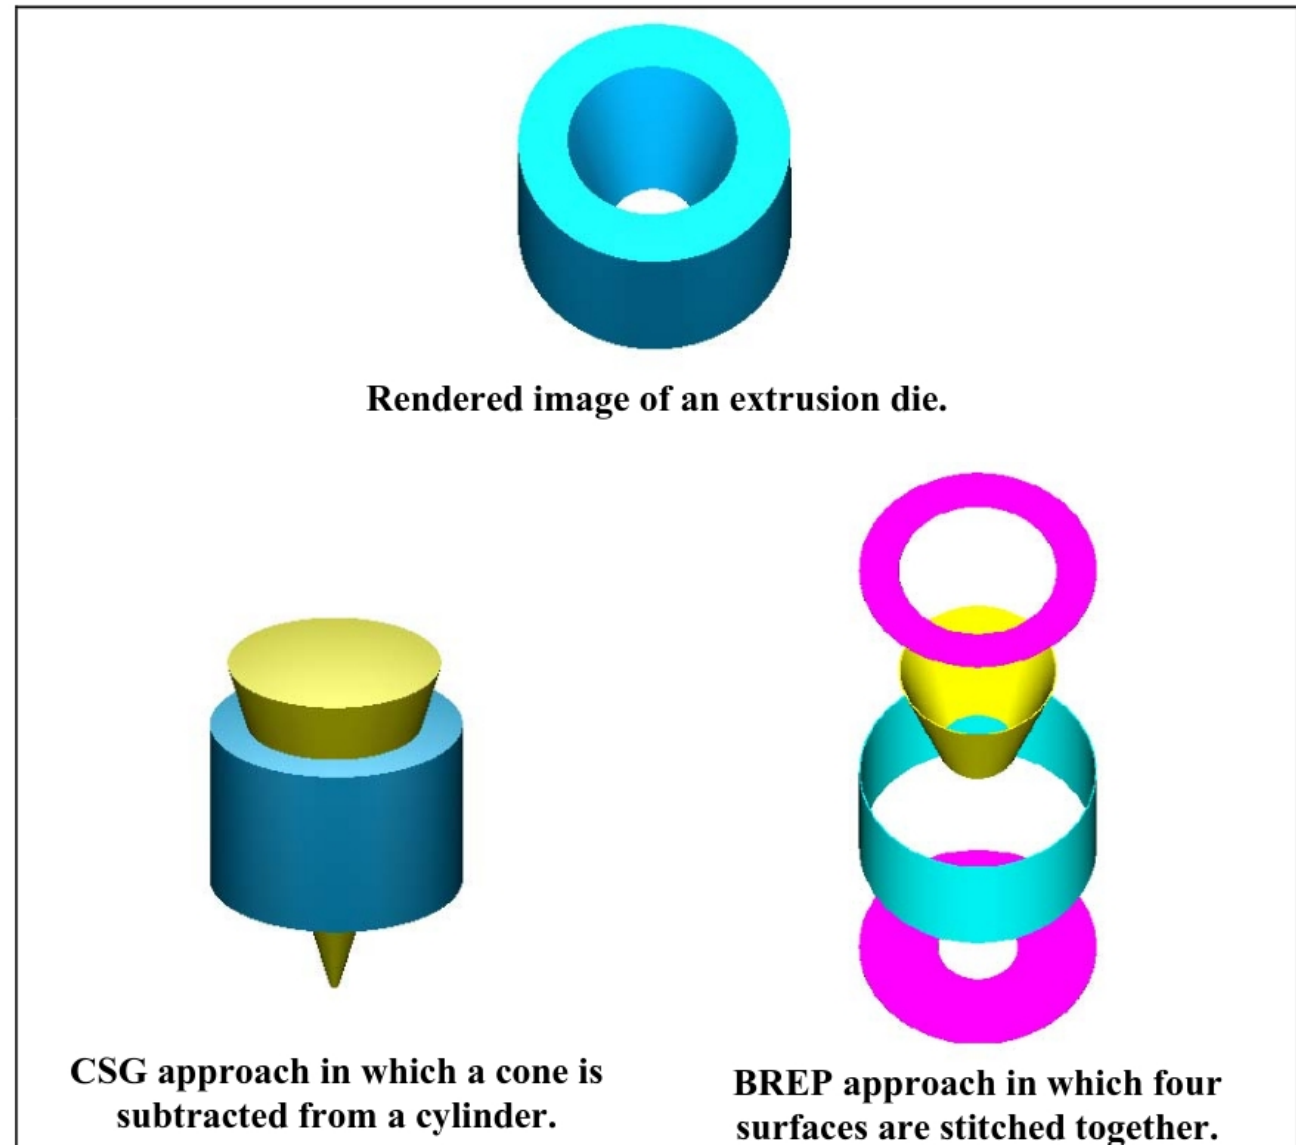 Rendered image of an extrusion die.
CSG approach in which a cone is
subtracted from a cylinder.
BREP approach in which four
surfaces are stitched together.